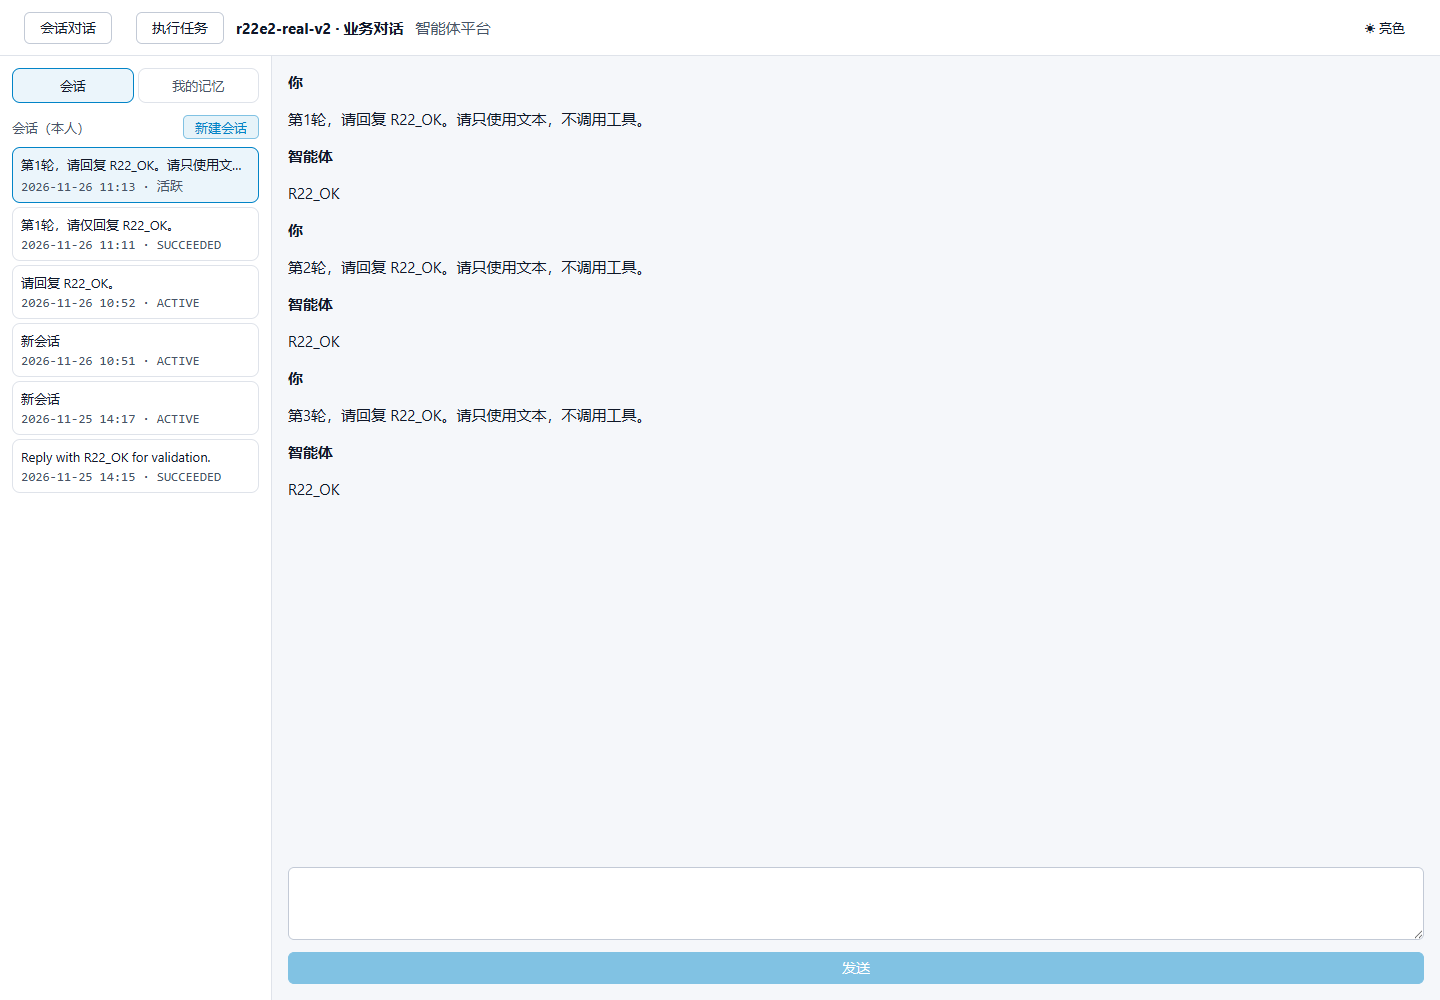 会话对话
执行任务
r22e2-real-v2 · 业务对话 智能体平台
☀ 亮色
会话
我的记忆
会话（本人）
新建会话
第1轮，请回复 R22_OK。请只使用文...
2026-11-26 11:13 · 活跃
第1轮，请仅回复 R22_OK。
2026-11-26 11:11 · SUCCEEDED
请回复 R22_OK。
2026-11-26 10:52 · ACTIVE
新会话
2026-11-26 10:51 · ACTIVE
新会话
2026-11-25 14:17 · ACTIVE
Reply with R22_OK for validation.
2026-11-25 14:15 · SUCCEEDED
你
第1轮，请回复 R22_OK。请只使用文本，不调用工具。
智能体
R22_OK
你
第2轮，请回复 R22_OK。请只使用文本，不调用工具。
智能体
R22_OK
你
第3轮，请回复 R22_OK。请只使用文本，不调用工具。
智能体
R22_OK
发送